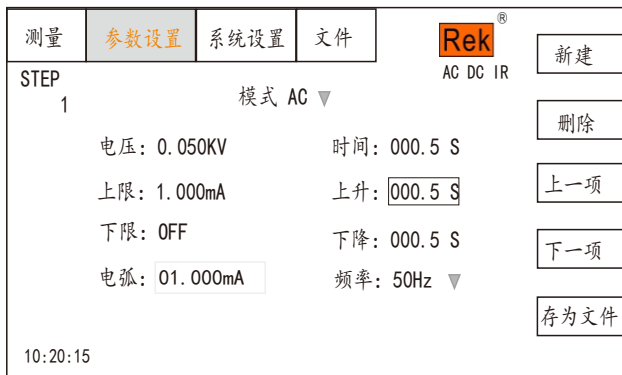 测量 参数设置 系统设置 文件 Rek ® 新建
STEP AC DC IR
1 模式 AC ▼
删除
电压: 0.050KV 时间: 000.5 S
上限: 1.000mA 上升: 000.5 S 上一项
下限: OFF 下降: 000.5 S 下一项
电弧: 01.000mA 频率: 50Hz ▼
存为文件
10:20:15